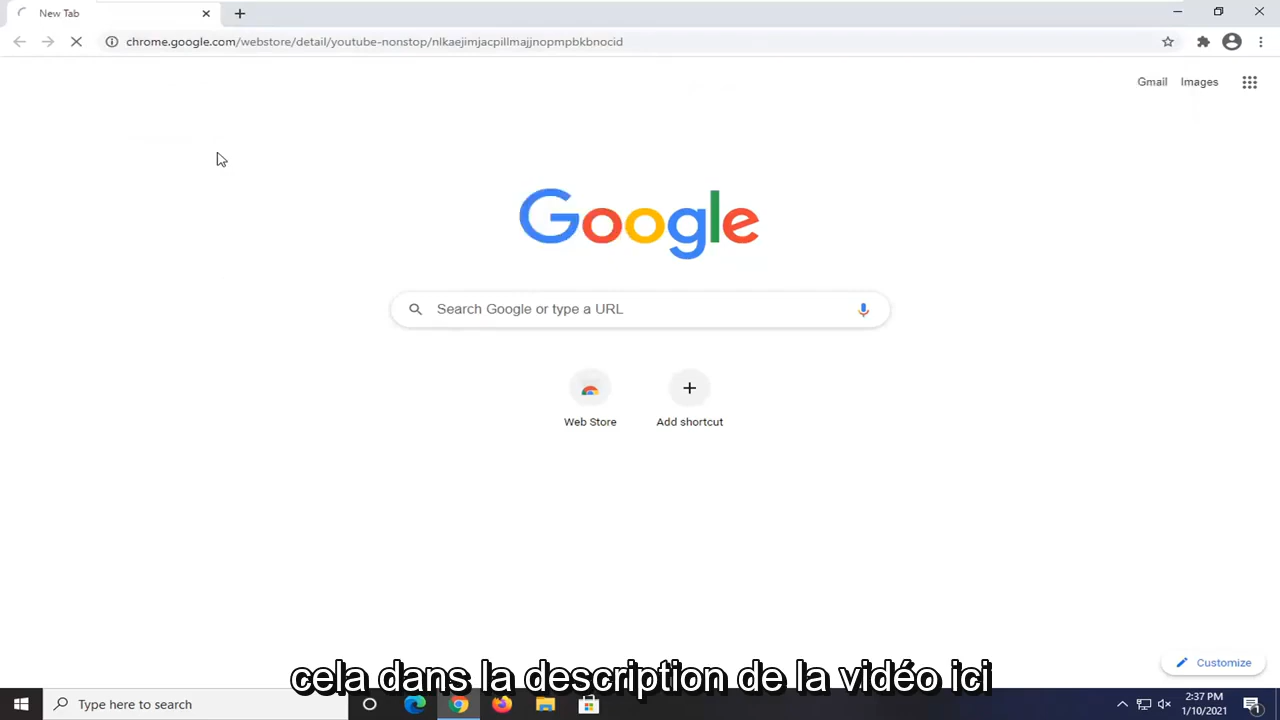 New Tab
chrome.google.com/webstore/detail/youtube-nonstop/nlkaejimjacpillmajjnopmpbkbnocid
Gmail Images
Google
Search Google or type a URL
Web Store Add shortcut
cela dans la description de la vidéo ici
Customize
Type here to search
2:37 PM
1/10/2021
1